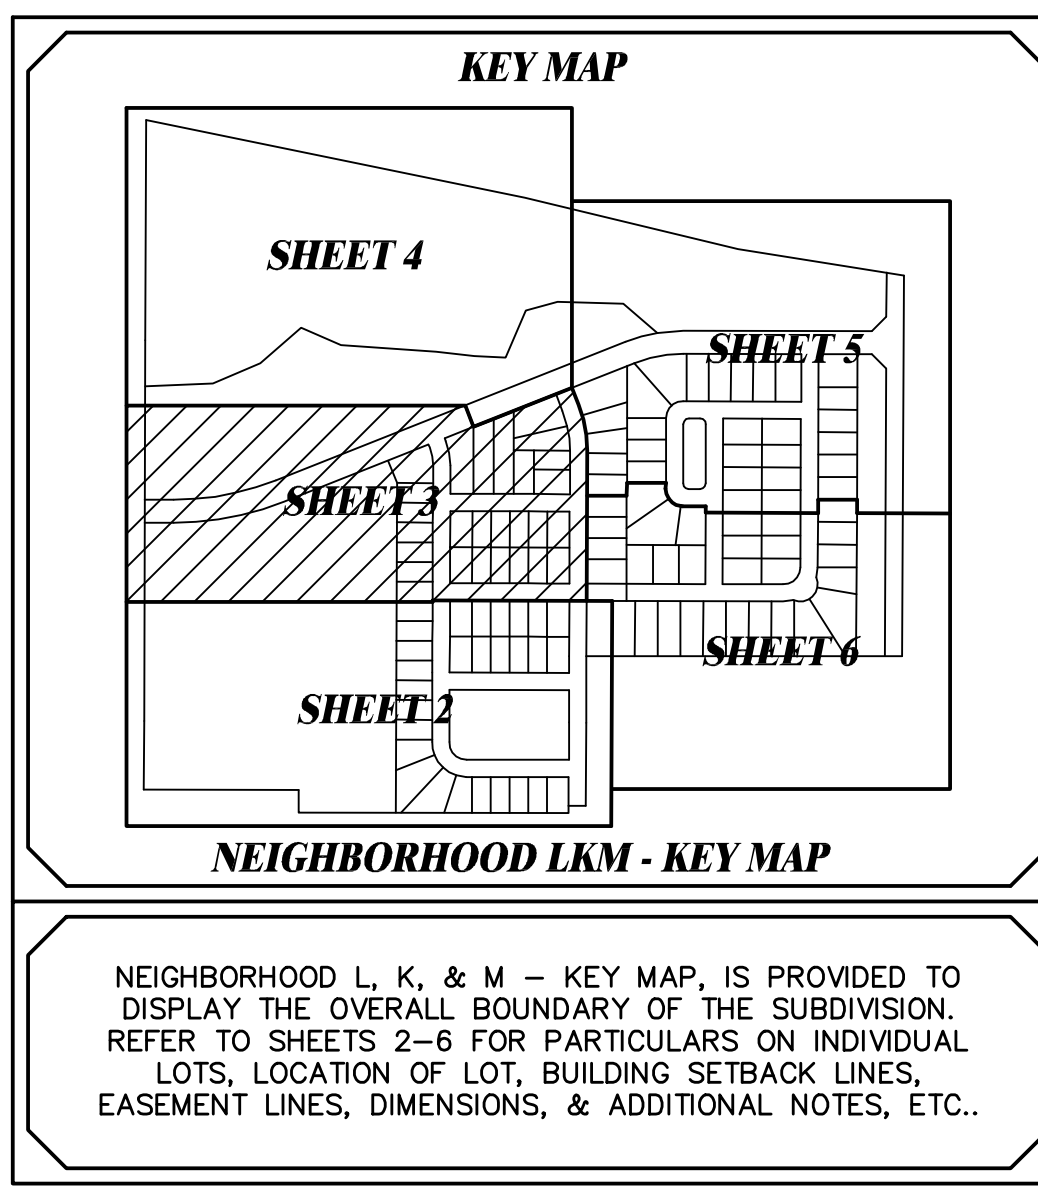 KEY MAP
SHEET 4
SHEET 5
SHEET 3
SHEET 6
SHEET 2
NEIGHBORHOOD LKM - KEY MAP
NEIGHBORHOOD L, K, & M – KEY MAP, IS PROVIDED TO
DISPLAY THE OVERALL BOUNDARY OF THE SUBDIVISION.
REFER TO SHEETS 2–6 FOR PARTICULARS ON INDIVIDUAL
LOTS, LOCATION OF LOT, BUILDING SETBACK LINES,
EASEMENT LINES, DIMENSIONS, & ADDITIONAL NOTES, ETC..